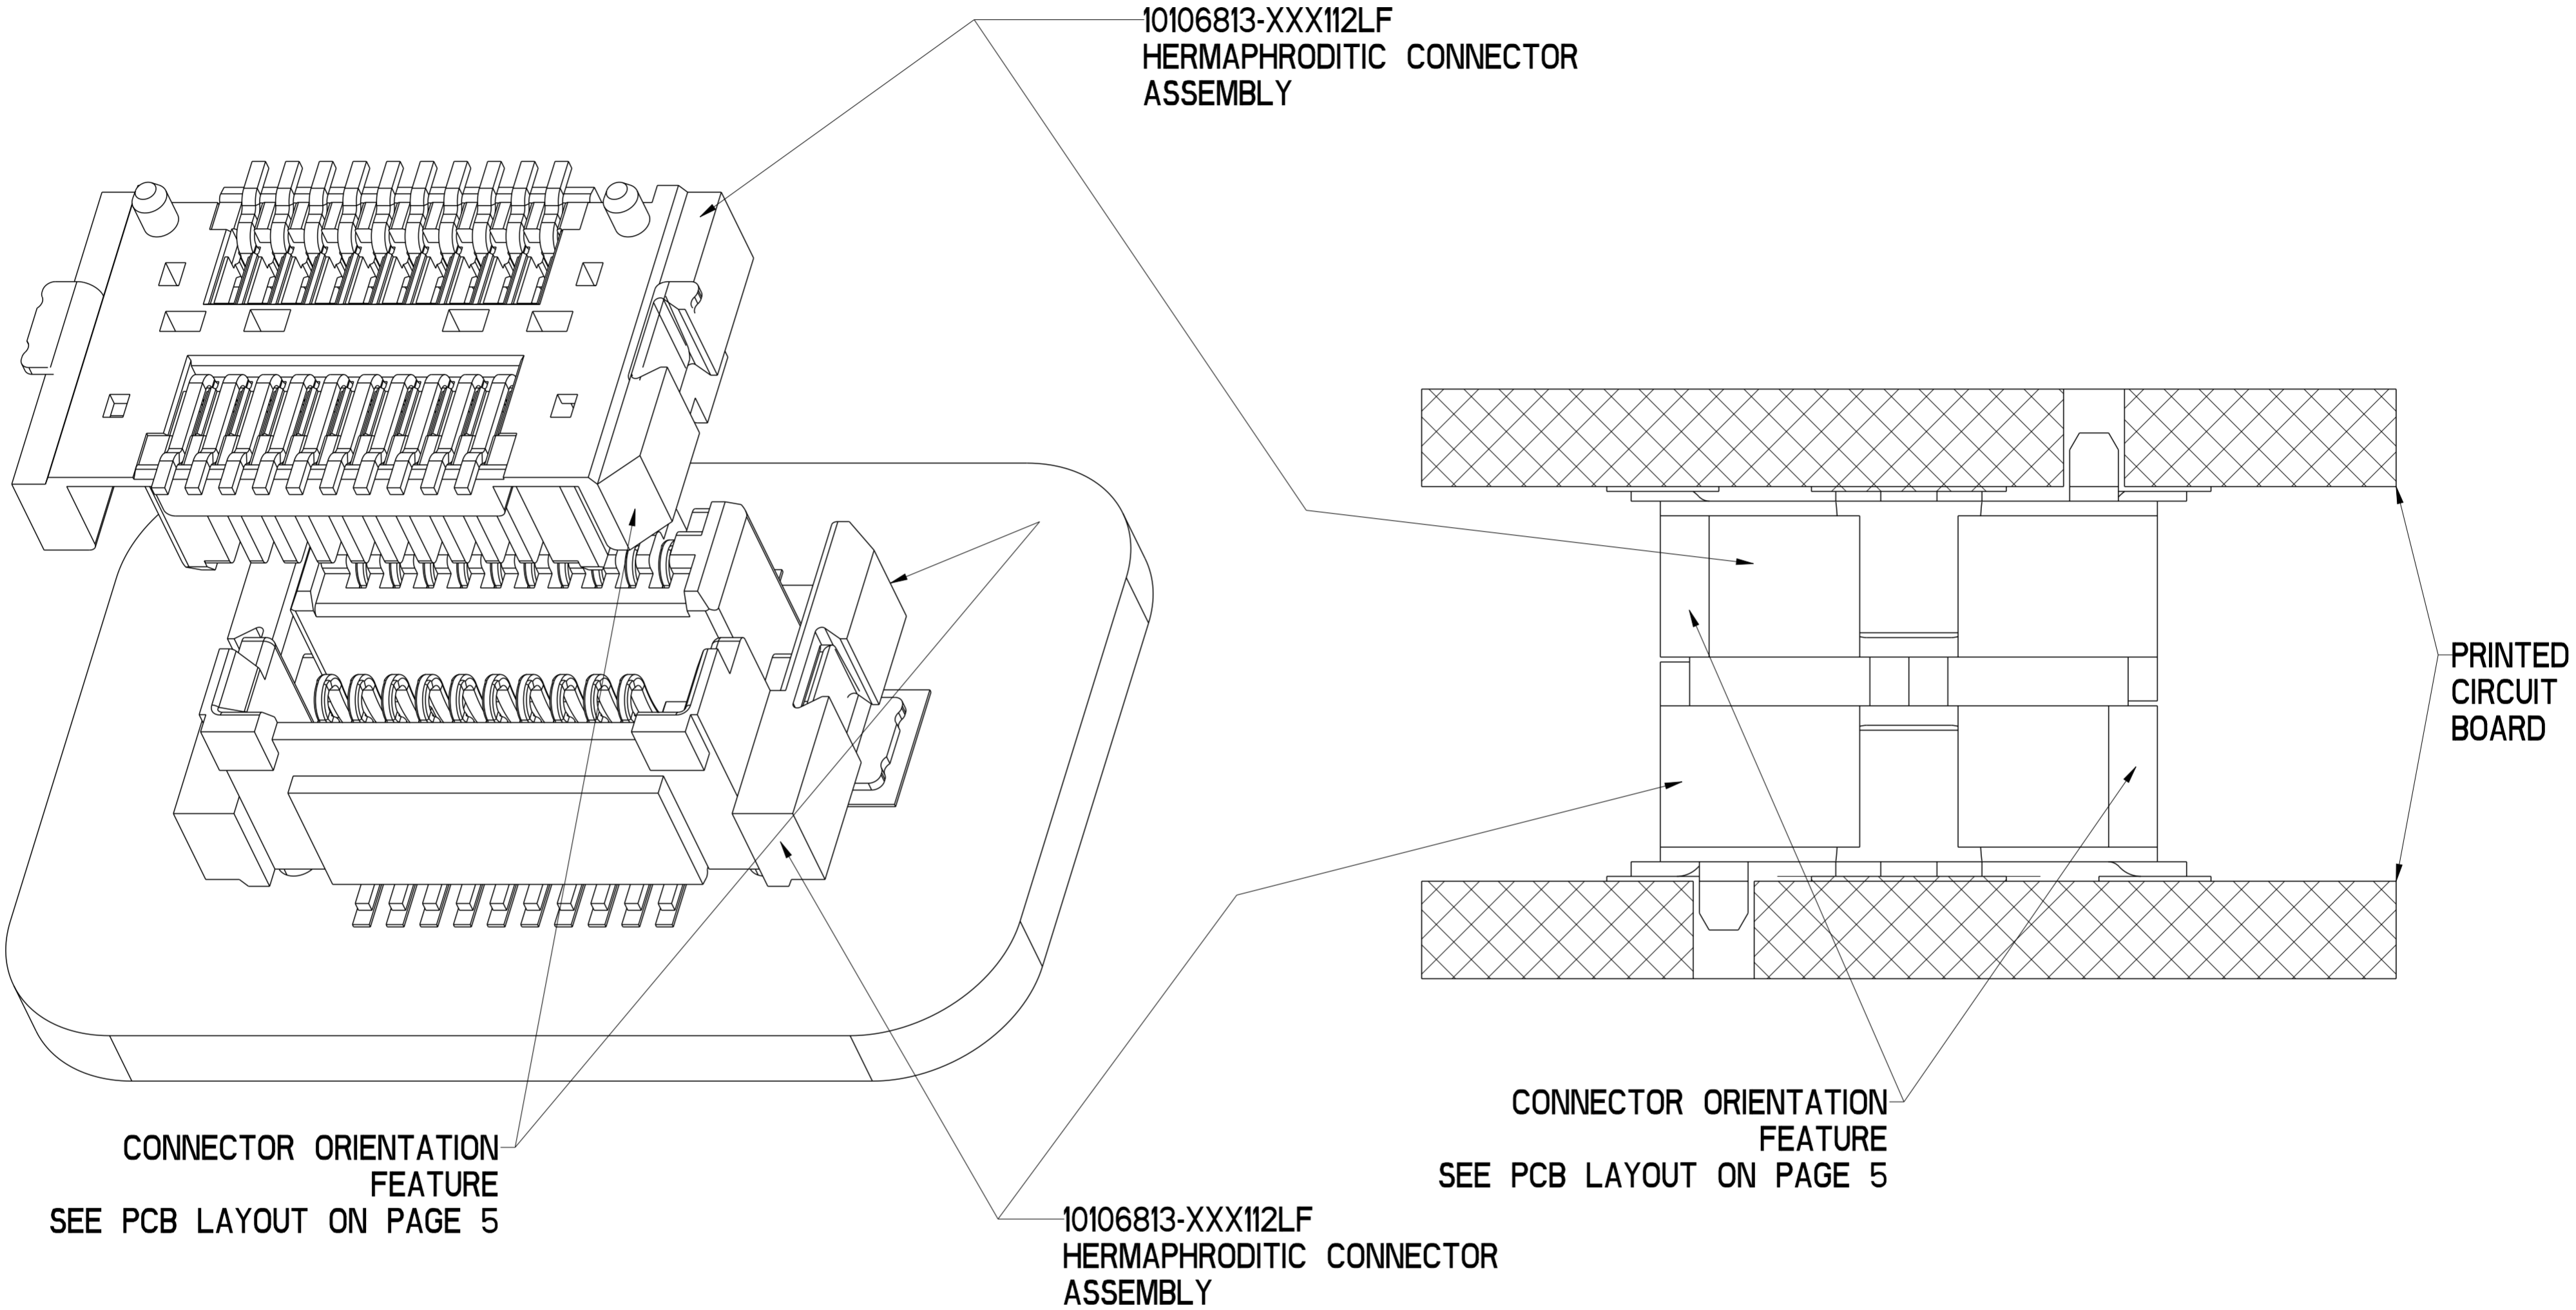 10106813-XXX112LF
HERMAPHRODITIC CONNECTOR
ASSEMBLY
PRINTED
CIRCUIT
BOARD
CONNECTOR ORIENTATION
FEATURE
SEE PCB LAYOUT ON PAGE 5
CONNECTOR ORIENTATION
FEATURE
SEE PCB LAYOUT ON PAGE 5
10106813-XXX112LF
HERMAPHRODITIC CONNECTOR
ASSEMBLY